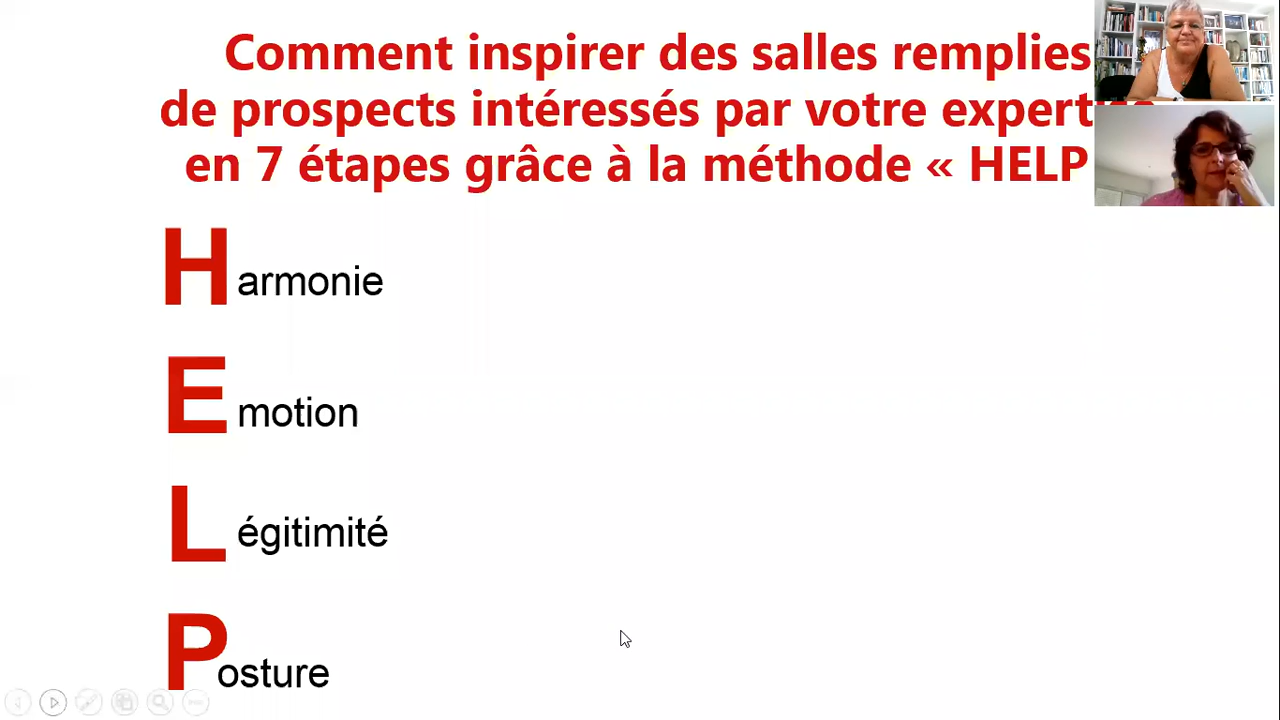 Comment inspirer des salles remplies
de prospects intéressés par votre
en 7 étapes grâce à la méthode « HELP
Harmonie
Emotion
Légitimité
Posture